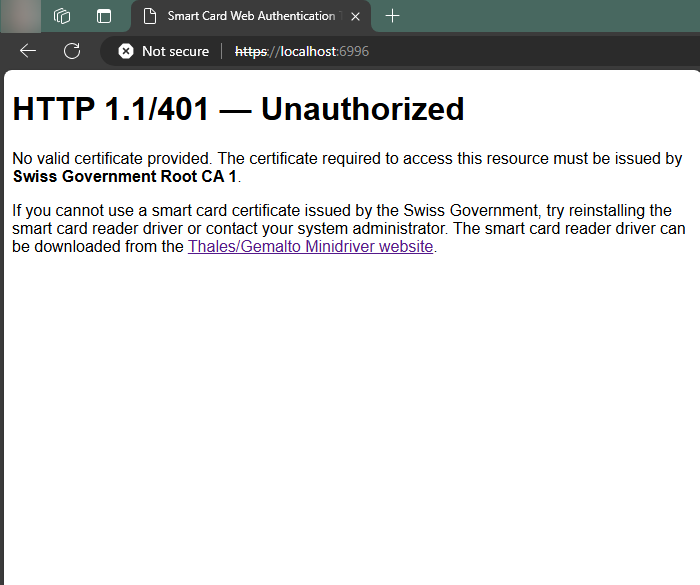 Smart Card Web Authentication
Not secure
https://localhost:6996
HTTP 1.1/401 — Unauthorized
No valid certificate provided. The certificate required to access this resource must be issued by
Swiss Government Root CA 1.
If you cannot use a smart card certificate issued by the Swiss Government, try reinstalling the
smart card reader driver or contact your system administrator. The smart card reader driver can
be downloaded from the Thales/Gemalto Minidriver website.